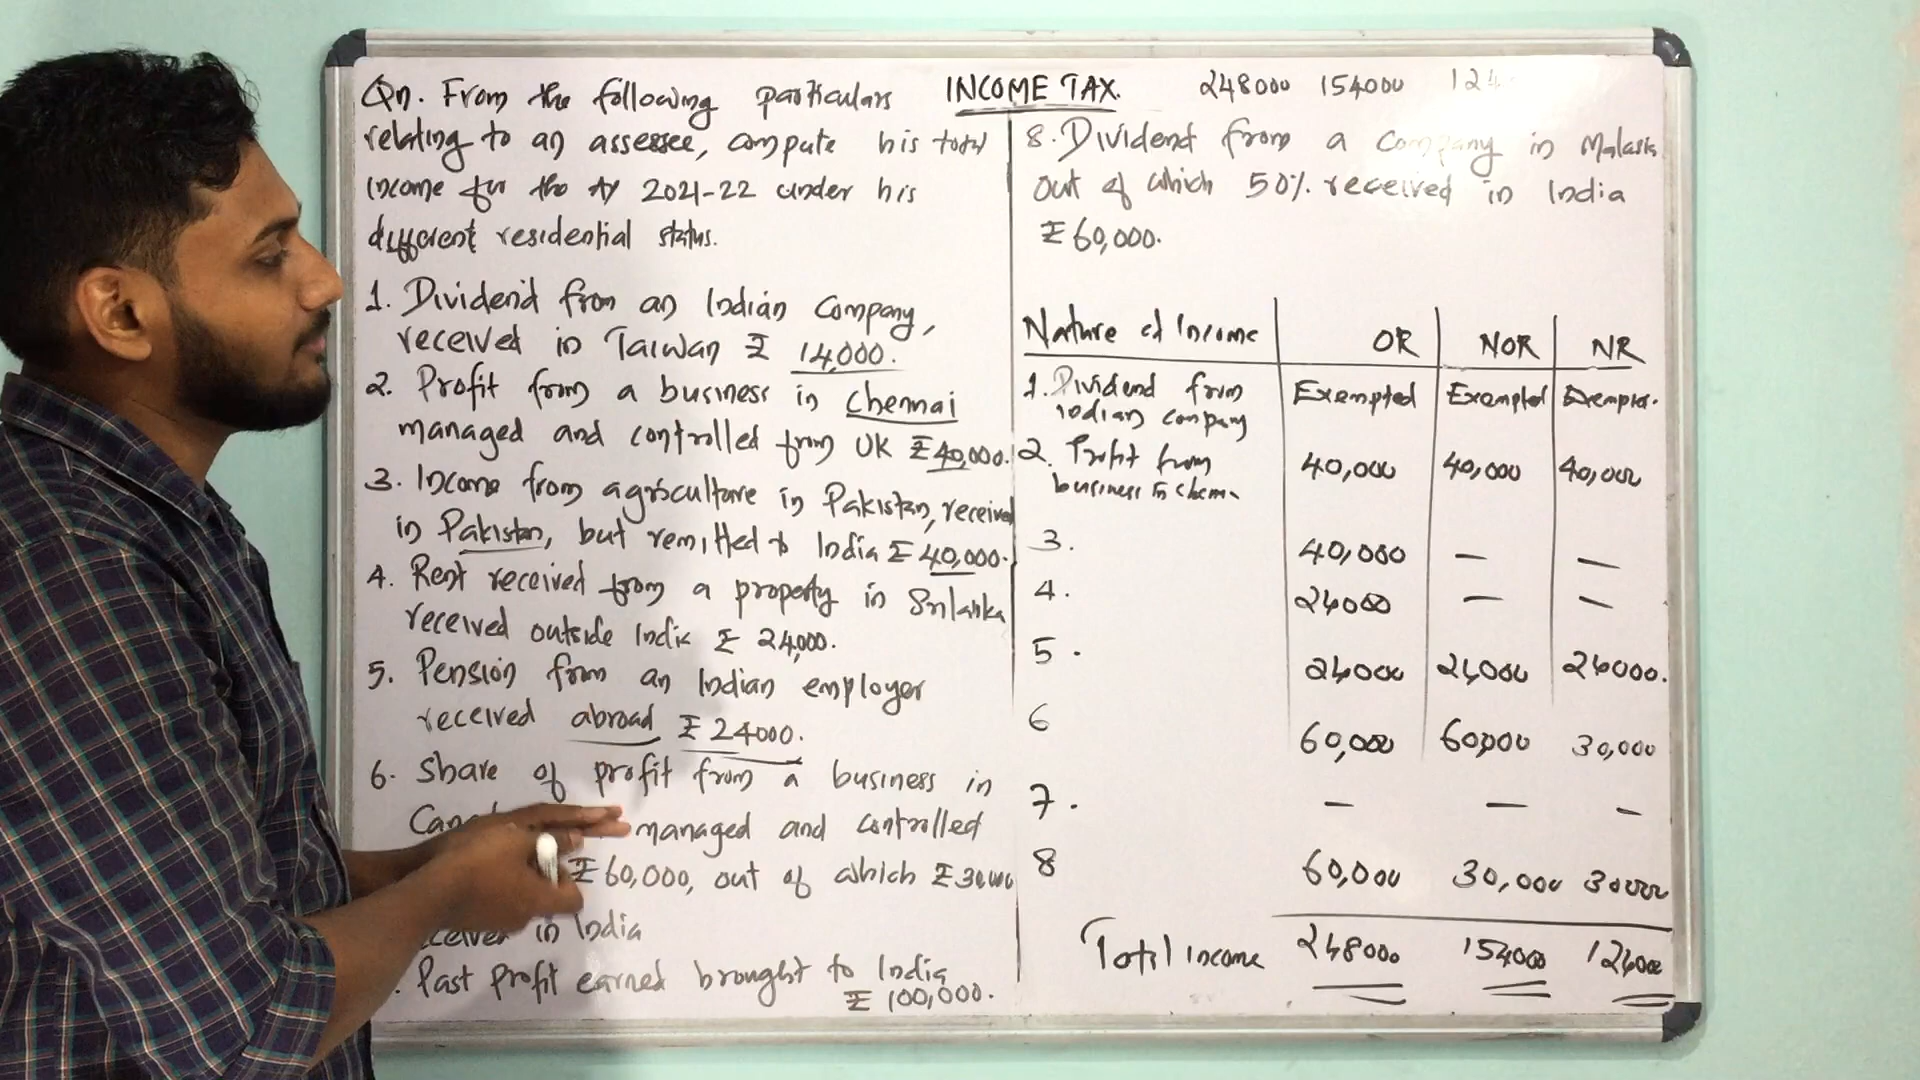 Qn. From the following particulars
relating to an assessee, compute his total
income for the AY 2021-22 under his
different residential status.
1. Dividend from an Indian Company,
received in Taiwan ₹ 14,000.
2. Profit from a business in Chennai
managed and controlled from UK ₹ 40,000.
3. Income from agriculture in Pakistan, received
in Pakistan, but remitted to India ₹ 40,000.
4. Rent received from a property in Srilanka
received outside India ₹ 24,000.
5. Pension from an Indian employer
received abroad ₹ 24000.
6. Share of profit from a business in
managed and controlled
₹ 60,000, out of which ₹ 30000
in India
Past profit earned brought to India
₹ 100,000.
INCOME TAX.
248000 154000 124
8. Dividend from a Company in Malasia
out of which 50% received in India
₹ 60,000.
Nature of Income OR NOR NR
1. Dividend from Exempted Exempted Exempted.
indian company
2. Profit from 40,000 40,000 40,000
business in Chenn
3. 40,000 — —
4. 24000 — —
5. 24000 24000 24000.
6 60,000 60,000 30,000
7. — — —
8 60,000 30,000 30000
Total income 248000 154000 124000